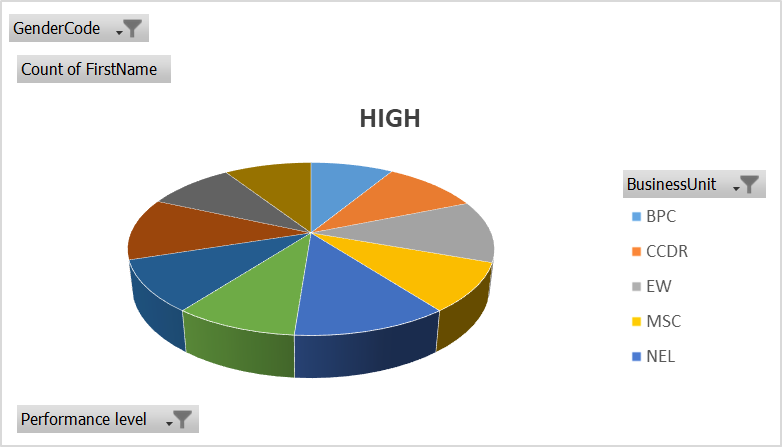 GenderCode
Count of FirstName
HIGH
BusinessUnit
BPC
CCDR
EW
MSC
NEL
Performance level